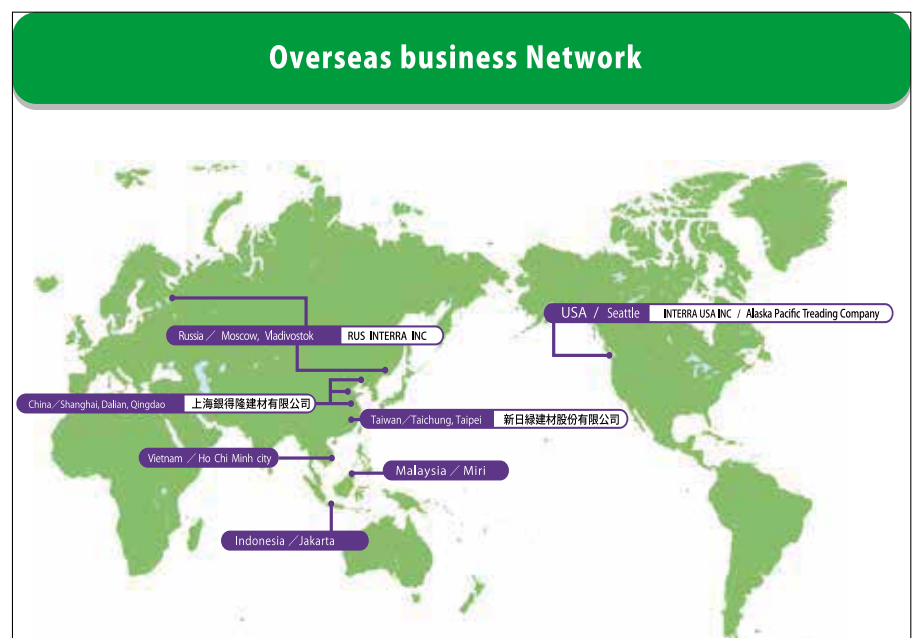 Overseas business Network
USA / Seattle INTERRA USA INC / Alaska Pacific Treading Company
Russia／ Moscow, Vladivostok RUS INTERRA INC
China／Shanghai, Dalian, Qingdao 上海銀得隆建材有限公司
Taiwan／Taichung, Taipei 新日緑建材股份有限公司
Vietnam ／Ho Chi Minh city
Malaysia／Miri
Indonesia／Jakarta